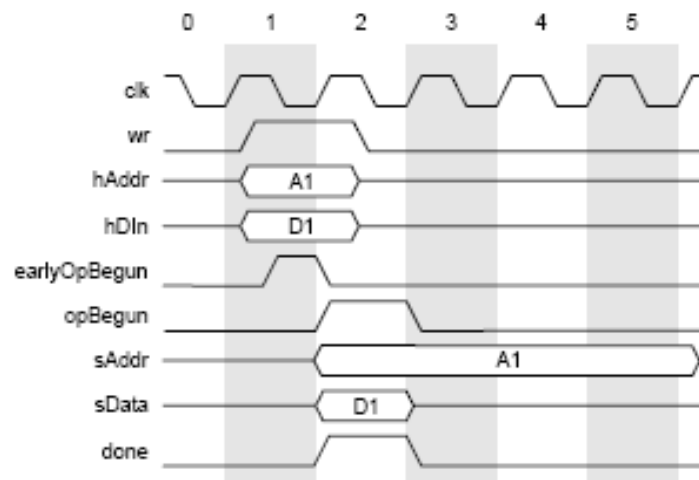 0 1 2 3 4 5
clk
wr
hAddr A1
hDIn D1
earlyOpBegun
opBegun
sAddr A1
sData D1
done